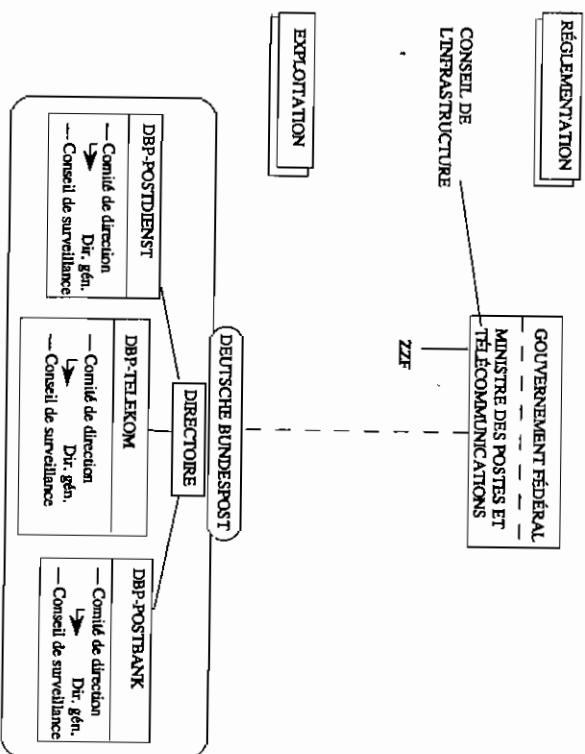 RÉGLEMENTATION
GOUVERNEMENT FÉDÉRAL
MINISTRE DES POSTES ET
TÉLÉCOMMUNICATIONS
CONSEIL DE
L'INFRASTRUCTURE
ZZF
EXPLOITATION
DEUTSCHE BUNDESPOST
DIRECTOIRE
DBP-POSTDIENST
— Comité de direction
Dir. gén.
— Conseil de surveillance
DBP-TELEKOM
— Comité de direction
Dir. gén.
— Conseil de surveillance
DBP-POSTBANK
— Comité de direction
Dir. gén.
— Conseil de surveillance